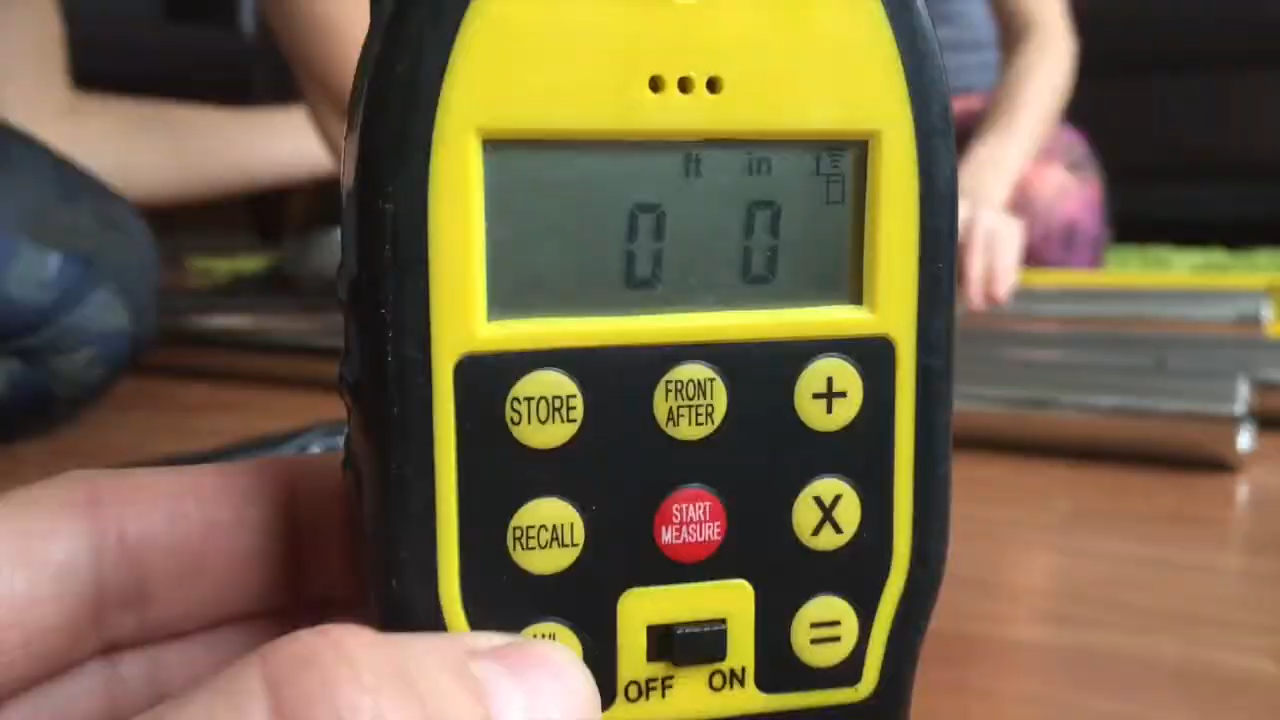 ft in
0 0
STORE
FRONT
AFTER
+
RECALL
START
MEASURE
X
=
OFF ON